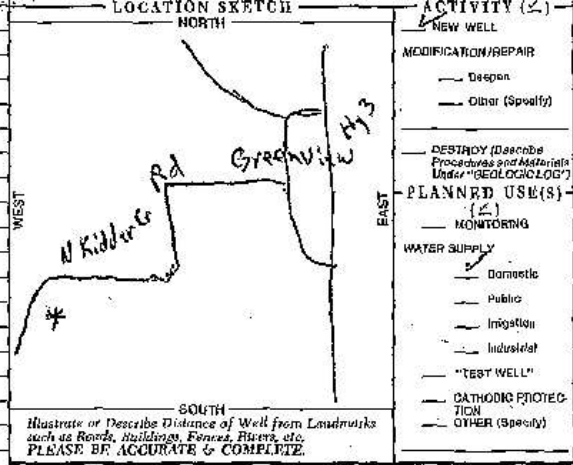 LOCATION SKETCH
NORTH
Hy 3
Greenview
Rd
N Kidder Cr
WEST
EAST
SOUTH
Illustrate or Describe Distance of Well from Landmarks
such as Roads, Buildings, Fences, Rivers, etc.
PLEASE BE ACCURATE & COMPLETE.
ACTIVITY (✓)
NEW WELL
MODIFICATION/REPAIR
Deepen
Other (Specify)
DESTROY (Describe
Procedures and Materials
Under "GEOLOGIC LOG")
PLANNED USE(S)
(✓)
MONITORING
WATER SUPPLY
Domestic
Public
Irrigation
Industrial
"TEST WELL"
CATHODIC PROTEC-
TION
OTHER (Specify)